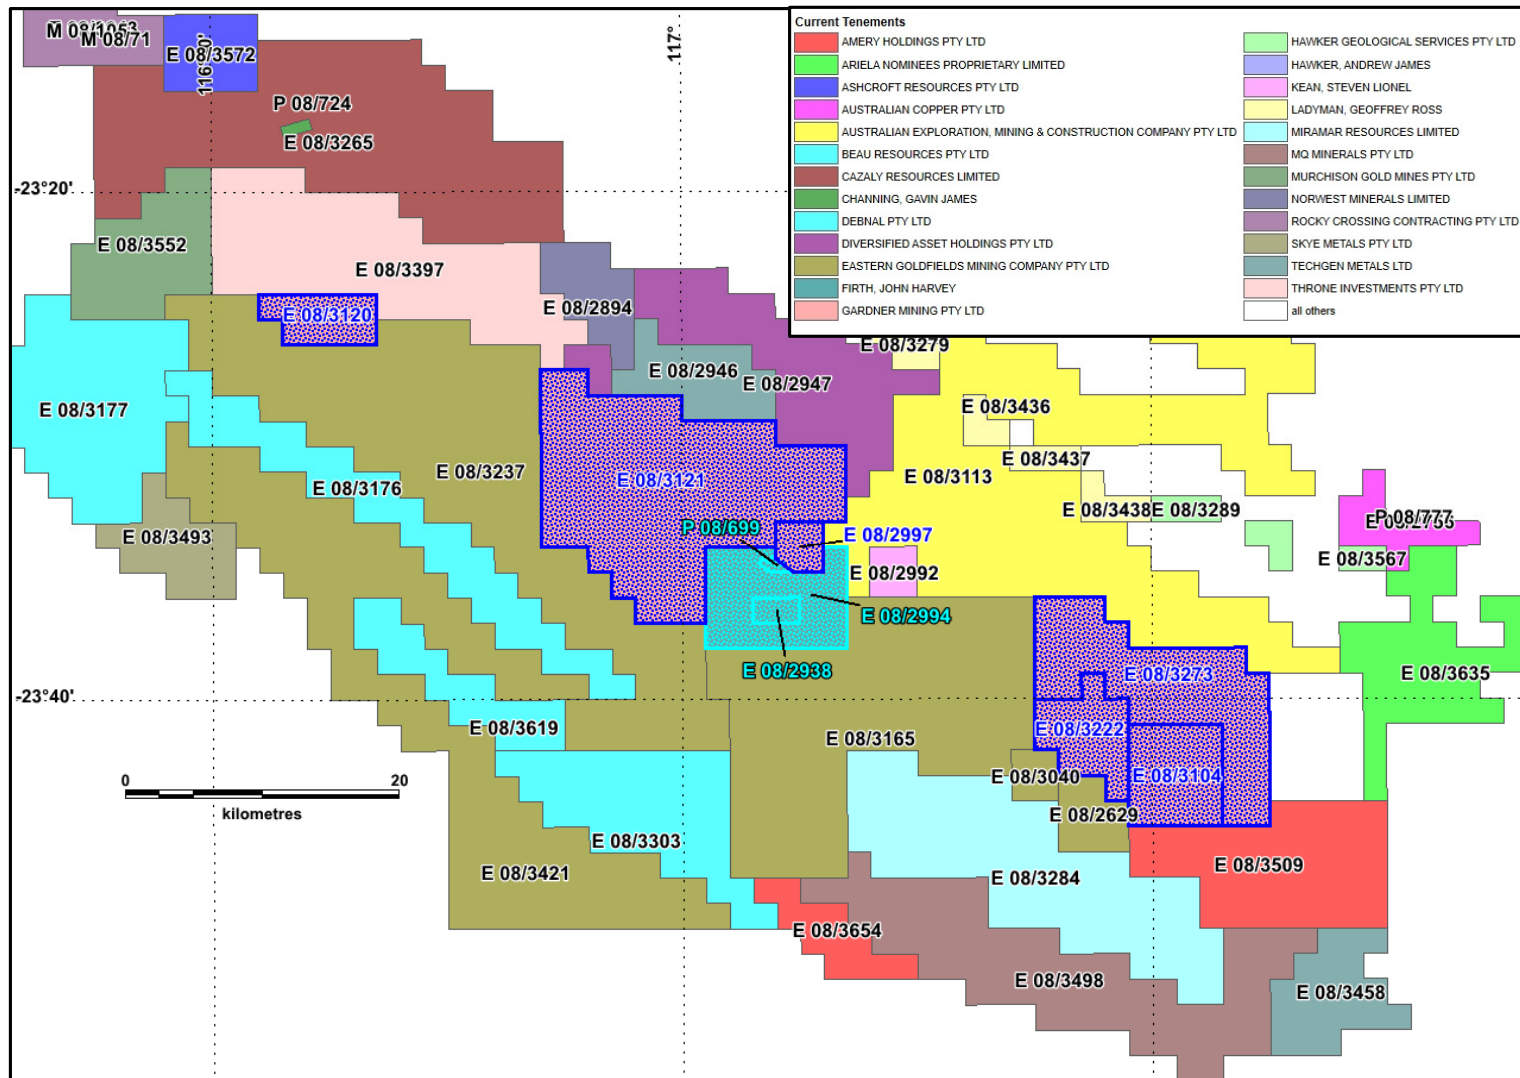 M 08/71
E 08/3572
116°40'
117°
P 08/724
E 08/3265
-23°20'
E 08/3552
E 08/3397
E 08/2894
E 08/3120
E 08/3279
E 08/2946
E 08/2947
E 08/3177
E 08/3436
E 08/3237
E 08/3121
E 08/3113
E 08/3437
E 08/3176
E 08/3438
E 08/3289
P 08/777
E 08/3493
P 08/699
E 08/2997
E 08/2992
E 08/3567
E 08/2994
E 08/2938
E 08/3273
E 08/3635
-23°40'
E 08/3619
E 08/3165
E 08/3222
E 08/3040
E 08/3104
0 20
kilometres
E 08/2629
E 08/3303
E 08/3421
E 08/3284
E 08/3509
E 08/3654
E 08/3498
E 08/3458
Current Tenements
AMERY HOLDINGS PTY LTD
ARIELA NOMINEES PROPRIETARY LIMITED
ASHCROFT RESOURCES PTY LTD
AUSTRALIAN COPPER PTY LTD
AUSTRALIAN EXPLORATION, MINING & CONSTRUCTION COMPANY PTY LTD
BEAU RESOURCES PTY LTD
CAZALY RESOURCES LIMITED
CHANNING, GAVIN JAMES
DEBNAL PTY LTD
DIVERSIFIED ASSET HOLDINGS PTY LTD
EASTERN GOLDFIELDS MINING COMPANY PTY LTD
FIRTH, JOHN HARVEY
GARDNER MINING PTY LTD
HAWKER GEOLOGICAL SERVICES PTY LTD
HAWKER, ANDREW JAMES
KEAN, STEVEN LIONEL
LADYMAN, GEOFFREY ROSS
MIRAMAR RESOURCES LIMITED
MQ MINERALS PTY LTD
MURCHISON GOLD MINES PTY LTD
NORWEST MINERALS LIMITED
ROCKY CROSSING CONTRACTING PTY LTD
SKYE METALS PTY LTD
TECHGEN METALS LTD
THRONE INVESTMENTS PTY LTD
all others